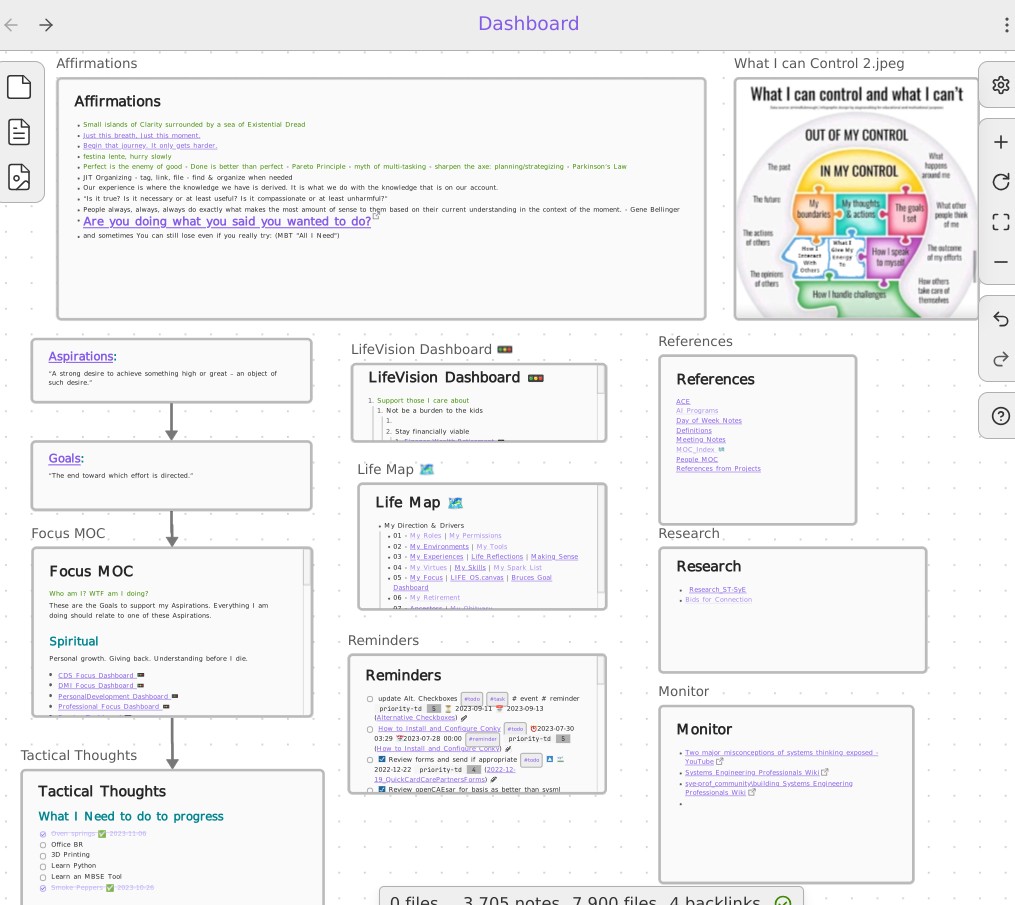 Dashboard
Affirmations
Affirmations
Small islands of Clarity surrounded by a sea of Existential Dread
Just this breath, Just this moment.
Begin that journey. It only gets harder.
festina lente, hurry slowly
Perfect is the enemy of good - Done is better than perfect - Pareto Principle - myth of multi-tasking - sharpen the axe: planning/strategizing - Parkinson's Law
JIT Organizing - tag, link, file - find & organize when needed
Our experience is where the knowledge we have is derived. It is what we do with the knowledge that is on our account.
"Is it true? Is it necessary or at least useful? Is it compassionate or at least unharmful?"
People always, always, always do exactly what makes the most amount of sense to them based on their current understanding in the context of the moment. - Gene Bellinger
Are you doing what you said you wanted to do?
and sometimes You can still lose even if you really try: (MBT "All I Need")
What I can Control 2.jpeg
What I can control and what I can't
OUT OF MY CONTROL
IN MY CONTROL
The past
What happens around me
The future
My boundaries
My thoughts & actions
The goals I set
What other people think of me
The actions of others
How I Interact With Others
What I Give My Energy To
How I speak to myself
The outcome of my efforts
The opinions of others
How I handle challenges
How others take care of themselves
Aspirations:
"A strong desire to achieve something high or great - an object of
such desire."
Goals:
"The end toward which effort is directed."
Focus MOC
Focus MOC
Who am I? WTF am I doing?
These are the Goals to support my Aspirations. Everything I am
doing should relate to one of these Aspirations.
Spiritual
Personal growth. Giving back. Understanding before I die.
CDS Focus Dashboard
DMI Focus Dashboard
PersonalDevelopment Dashboard
Professional Focus Dashboard
Tactical Thoughts
Tactical Thoughts
What I Need to do to progress
Oven springs ✅ 2023-11-08
Office BR
3D Printing
Learn Python
Learn an MBSE Tool
Smoke Peppers ✅ 2023-10-26
LifeVision Dashboard 🚥
LifeVision Dashboard 🚥
1. Support those I care about
1. Not be a burden to the kids
1.
2. Stay financially viable
Life Map 🗺️
Life Map 🗺️
My Direction & Drivers
01 - My Roles | My Permissions
02 - My Environments | My Tools
03 - My Experiences | Life Reflections | Making Sense
04 - My Virtues | My Skills | My Spark List
05 - My Focus | LIFE OS.canvas | Bruces Goal
Dashboard
06 - My Retirement
07 - Ancestors | My Obituary
Reminders
Reminders
update Alt. Checkboxes #todo #task # event # reminder
priority-td 5 ⏳ 2023-09-11 📅 2023-09-13
(Alternative Checkboxes)
How to Install and Configure Conky #todo ⏰2023-07-30
03:29 📅2023-07-28 00:00 #reminder priority-td 5
(How to Install and Configure Conky)
Review forms and send if appropriate #todo
2022-12-22 priority-td 4 (2022-12-
19_QuickCardCarePartnersForms)
Review openCAEsar for basis as better than sysml
References
References
ACE
AI Programs
Day of Week Notes
Definitions
Meeting Notes
MOC_Index
People MOC
References from Projects
Research
Research
Research_ST-SyE
Bids for Connection
Monitor
Monitor
Two major misconceptions of systems thinking exposed -
YouTube
Systems Engineering Professionals Wiki
sye-prof_community\building Systems Engineering
Professionals Wiki
0 files 3,705 notes 7,900 files 4 backlinks